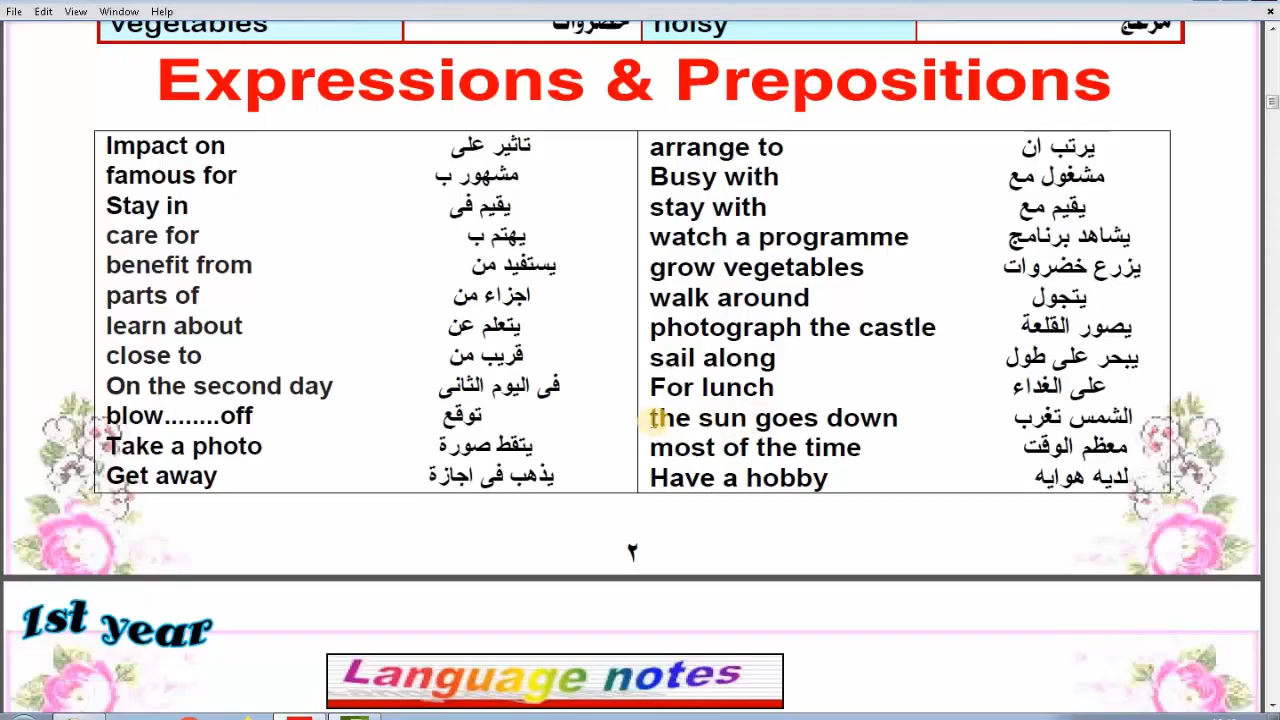 File Edit View Window Help
vegetables خضروات noisy
Expressions & Prepositions
Impact on تاثير على
famous for مشهور ب
Stay in يقيم فى
care for يهتم ب
benefit from يستفيد من
parts of اجزاء من
learn about يتعلم عن
close to قريب من
On the second day فى اليوم الثانى
blow........off توقع
Take a photo يتقط صورة
Get away يذهب فى اجازة
arrange to يرتب ان
Busy with مشغول مع
stay with يقيم مع
watch a programme يشاهد برنامج
grow vegetables يزرع خضروات
walk around يتجول
photograph the castle يصور القلعة
sail along يبحر على طول
For lunch على الغداء
the sun goes down الشمس تغرب
most of the time معظم الوقت
Have a hobby لديه هوايه
٢
1st year
Language notes